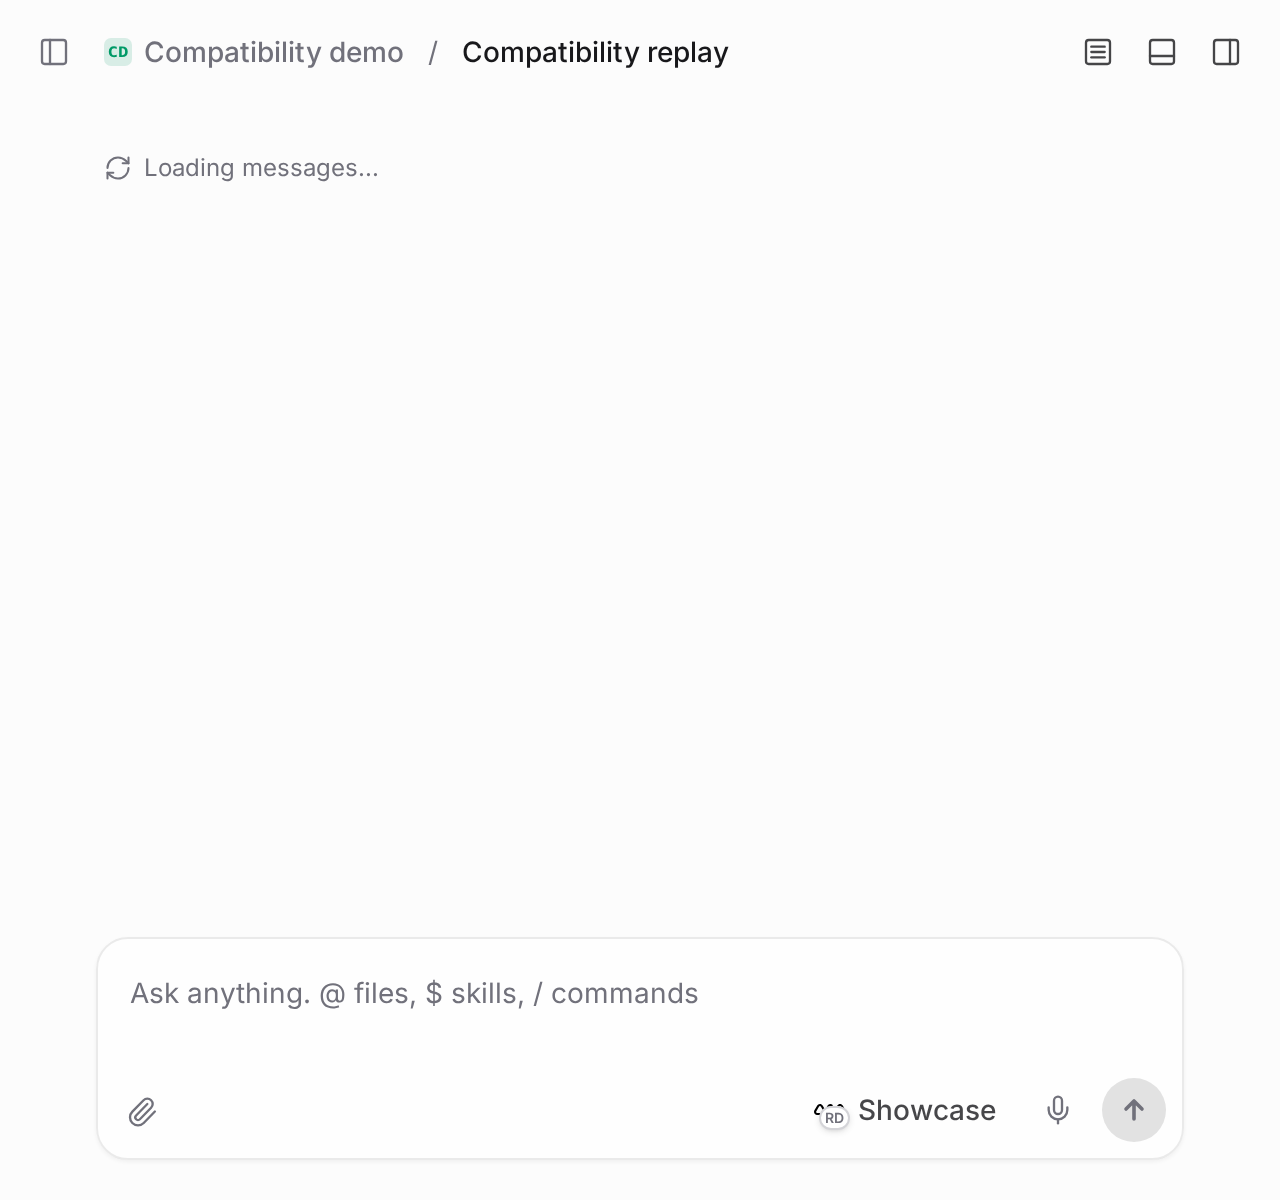 CD Compatibility demo / Compatibility replay
Loading messages...
Ask anything. @ files, $ skills, / commands
RD Showcase